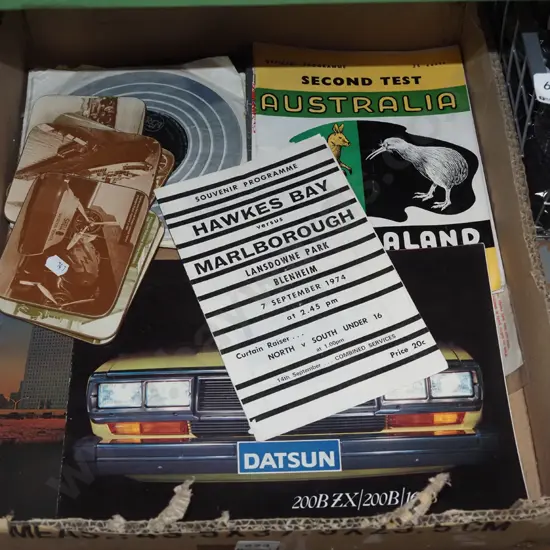 SECOND TEST
AUSTRALIA
ALAND
SOUVENIR PROGRAMME
HAWKES BAY
versus
MARLBOROUGH
LANSDOWNE PARK
BLENHEIM
7 SEPTEMBER 1974
at 2.45 pm
Curtain Raiser . . .
NORTH v SOUTH UNDER 16
at 1.00pm
14th September COMBINED SERVICES
Price 20c
DATSUN
200B ZX/200B/1